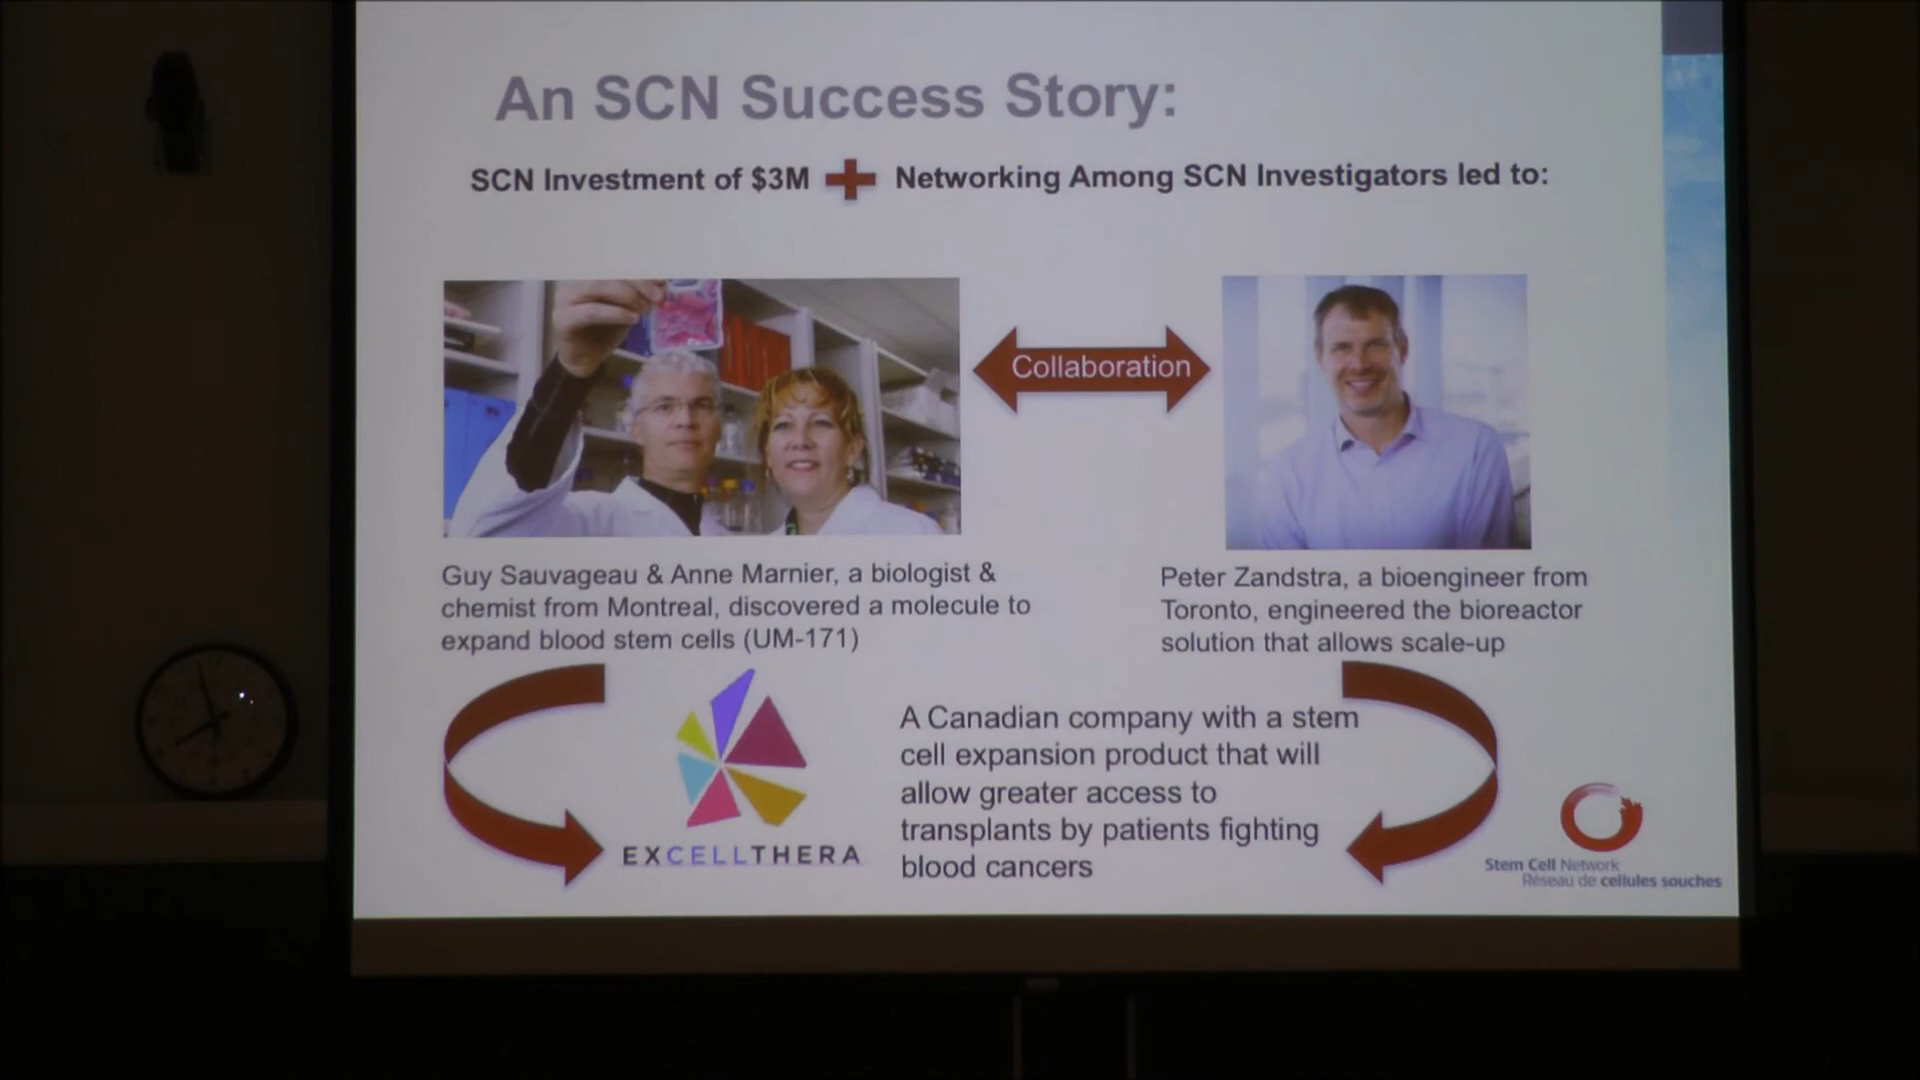 An SCN Success Story:
SCN Investment of $3M + Networking Among SCN Investigators led to:
Collaboration
Guy Sauvageau & Anne Marnier, a biologist &
chemist from Montreal, discovered a molecule to
expand blood stem cells (UM-171)
Peter Zandstra, a bioengineer from
Toronto, engineered the bioreactor
solution that allows scale-up
EXCELLTHERA
A Canadian company with a stem
cell expansion product that will
allow greater access to
transplants by patients fighting
blood cancers
Stem Cell Network
Réseau de cellules souches